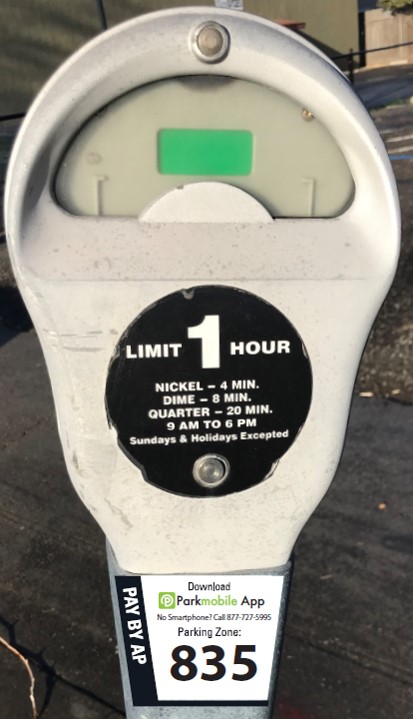 LIMIT 1 HOUR
NICKEL – 4 MIN.
DIME – 8 MIN.
QUARTER – 20 MIN.
9 AM TO 6 PM
Sundays & Holidays Excepted
PAY BY AP
Download
Parkmobile App
No Smartphone? Call 877-727-5995
Parking Zone:
835